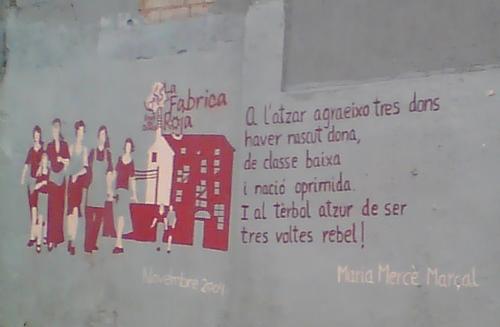 La
Fabrica
Roja
A l'atzar agraeixo tres dons
haver nascut dona,
de classe baixa
i nació oprimida.
I al tèrbol atzur de ser
tres voltes rebel!
Maria Mercè Marçal
Novembre 2004